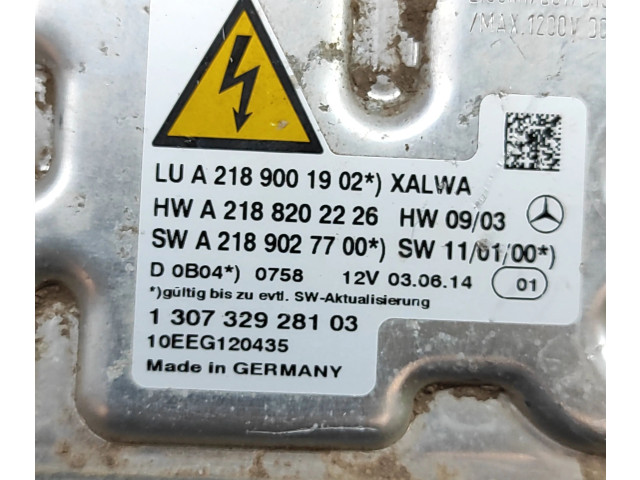 /MAX.1200V
LU A 218 900 19 02*) XALWA
HW A 218 820 22 26 HW 09/03
SW A 218 902 77 00*) SW 11/01/00*)
D 0B04*) 0758 12V 03.06.14 01
*)gültig bis zu evtl. SW-Aktualisierung
1 307 329 281 03
10EEG120435
Made in GERMANY